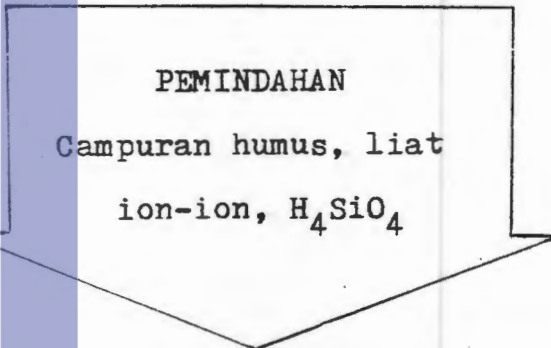 PEMINDAHAN
Campuran humus, liat
ion-ion, H₄SiO₄